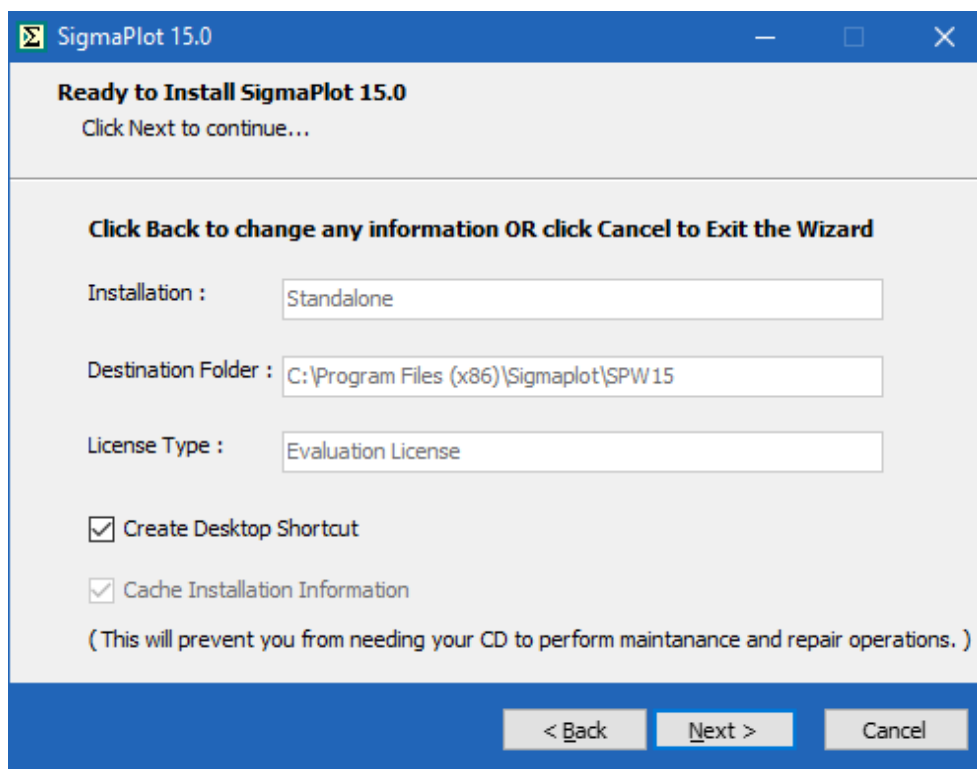 SigmaPlot 15.0
Ready to Install SigmaPlot 15.0
Click Next to continue...
Click Back to change any information OR click Cancel to Exit the Wizard
Installation : Standalone
Destination Folder : C:\Program Files (x86)\Sigmaplot\SPW15
License Type : Evaluation License
Create Desktop Shortcut
Cache Installation Information
( This will prevent you from needing your CD to perform maintanance and repair operations. )
< Back Next > Cancel